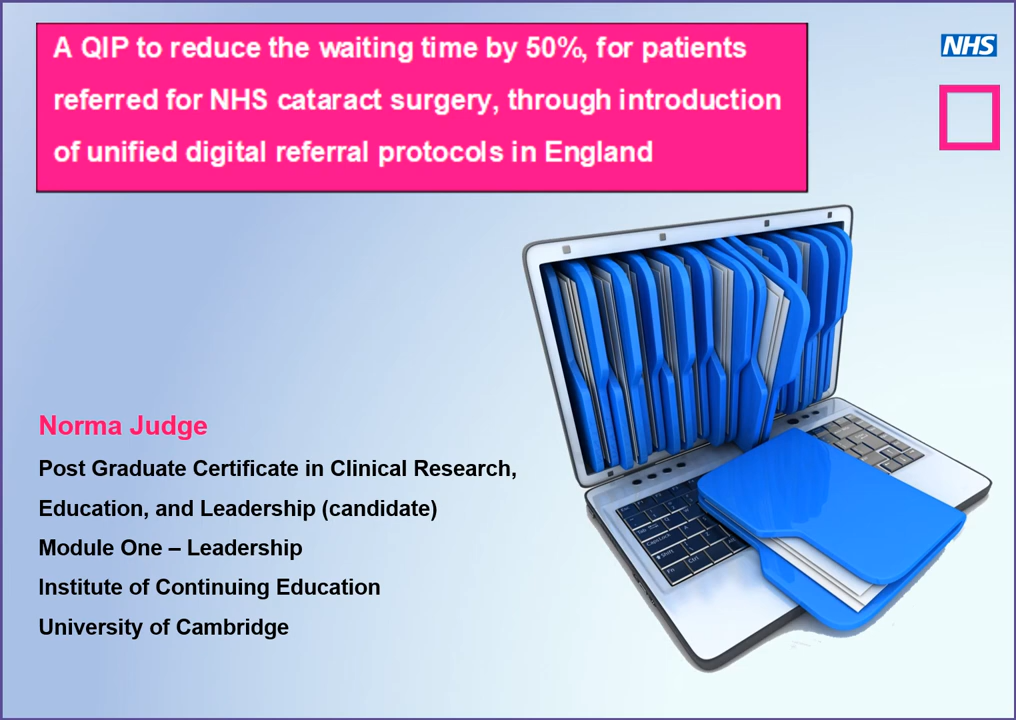 A QIP to reduce the waiting time by 50%, for patients
referred for NHS cataract surgery, through introduction
of unified digital referral protocols in England
NHS
Norma Judge
Post Graduate Certificate in Clinical Research,
Education, and Leadership (candidate)
Module One – Leadership
Institute of Continuing Education
University of Cambridge